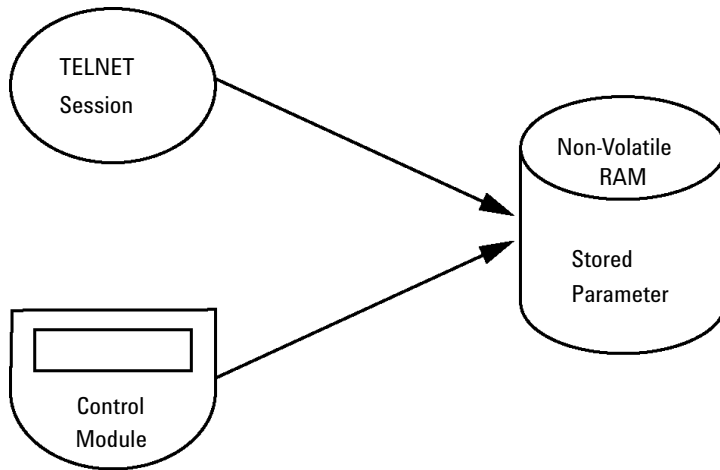 TELNET
Session
Non-Volatile
RAM
Stored
Parameter
Control
Module